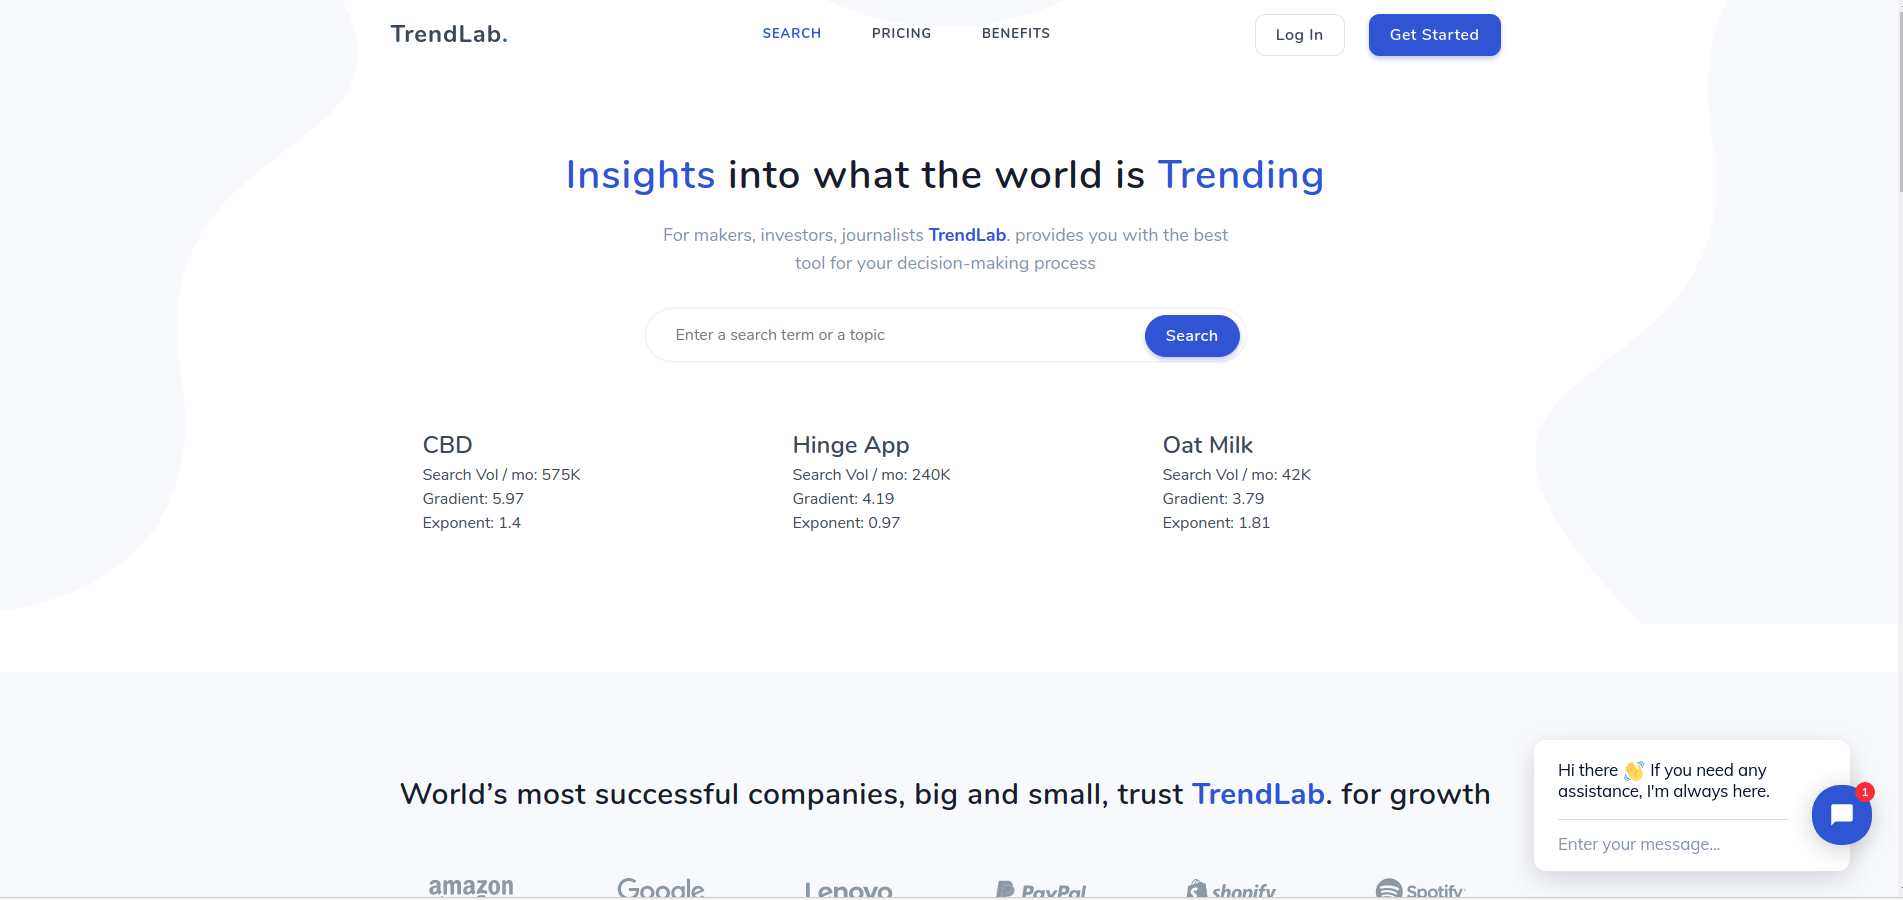 TrendLab.
SEARCH
PRICING
BENEFITS
Log In
Get Started
Insights into what the world is Trending
For makers, investors, journalists TrendLab. provides you with the best
tool for your decision-making process
Enter a search term or a topic
Search
CBD
Search Vol / mo: 575K
Gradient: 5.97
Exponent: 1.4
Hinge App
Search Vol / mo: 240K
Gradient: 4.19
Exponent: 0.97
Oat Milk
Search Vol / mo: 42K
Gradient: 3.79
Exponent: 1.81
World’s most successful companies, big and small, trust TrendLab. for growth
Hi there 👋 If you need any
assistance, I'm always here.
1
Enter your message...
amazon
Google
Lenovo
PayPal
shopify
Spotify